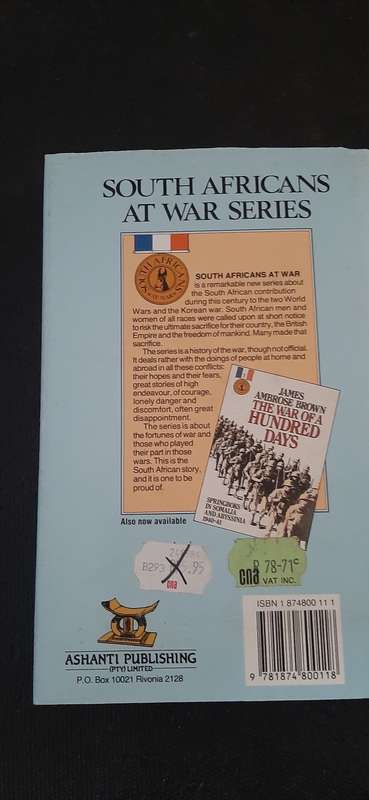 SOUTH AFRICANS
AT WAR SERIES
SOUTH AFRICANS
AT WAR
SOUTH AFRICANS AT WAR
is a remarkable new series about
the South African contribution
during this century to the two World
Wars and the Korean war. South African men and
women of all races were called upon at short notice
to risk the ultimate sacrifice for their country, the British
Empire and the freedom of mankind. Many made that
sacrifice.
The series is a history of the war, though not official.
It deals rather with the doings of people at home and
abroad in all these conflicts:
their hopes and their fears,
great stories of high
endeavour, of courage,
lonely danger and
discomfort, often great
disappointment.
The series is about
the fortunes of war and
those who played
their part in those
wars. This is the
South African story,
and it is one to be
proud of.
JAMES
AMBROSE BROWN
THE WAR OF A
HUNDRED
DAYS
SPRINGBOKS
IN SOMALIA
AND ABYSSINIA
1940-41
Also now available
B293
.95
cna
R 78-71c
cna VAT INC.
ASHANTI PUBLISHING
(PTY) LIMITED
P.O. Box 10021 Rivonia 2128
ISBN 1 874800 11 1
9 781874 800118